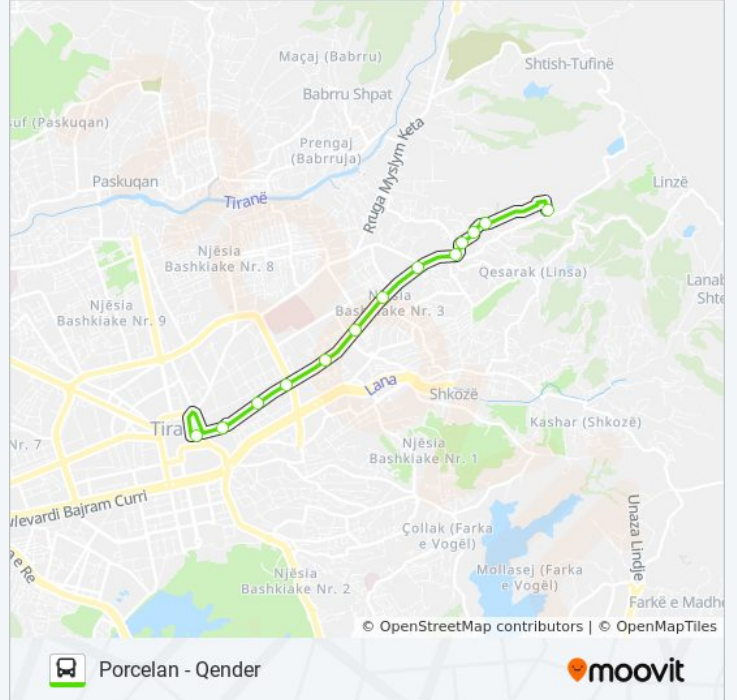 Maçaj (Babrru)
Shtish-Tufinë
Babrru Shpat
uf (Paskuqan)
Prengaj
(Babrruja)
Rruga Myslym Keta
Paskuqan
Linzë
Tiranë
Njësia
Bashkiake Nr. 8
Qesarak (Linsa)
Lanab
Shte
Njësia
Bashkiake Nr. 9
Njësia
Bashkiake Nr. 3
Lana
Shkozë
Tira
Kashar (Shkozë)
Nr. 7
Njësia
Bashkiake Nr. 1
vlevardi Bajram Curri
Unaza Lindje
Çollak (Farka
e Vogël)
a e Re
Njësia
Bashkiake Nr. 2
Mollasej (Farka
e Vogël)
Farkë e Madhe
© OpenStreetMap contributors | © OpenMapTiles
Porcelan - Qender
moovit